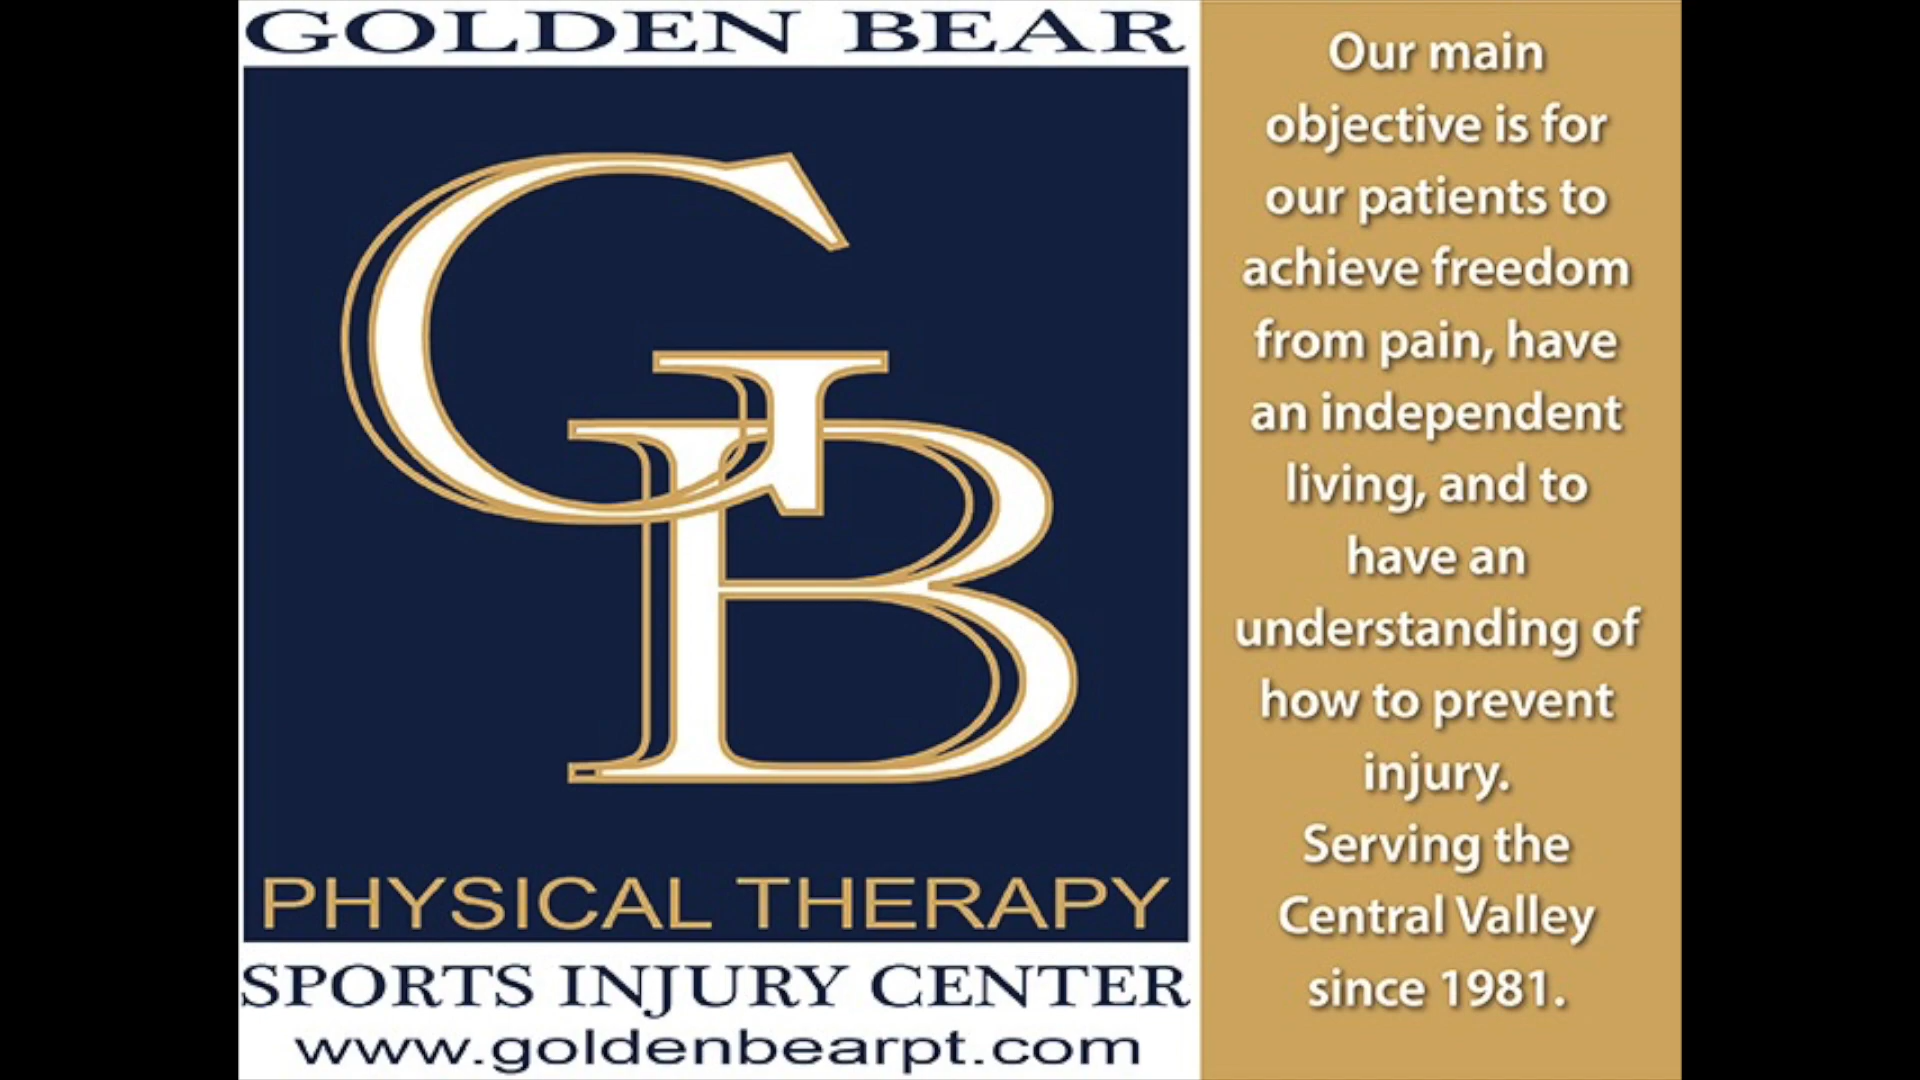 GOLDEN BEAR
GB
PHYSICAL THERAPY
SPORTS INJURY CENTER
www.goldenbearpt.com
Our main
objective is for
our patients to
achieve freedom
from pain, have
an independent
living, and to
have an
understanding of
how to prevent
injury.
Serving the
Central Valley
since 1981.